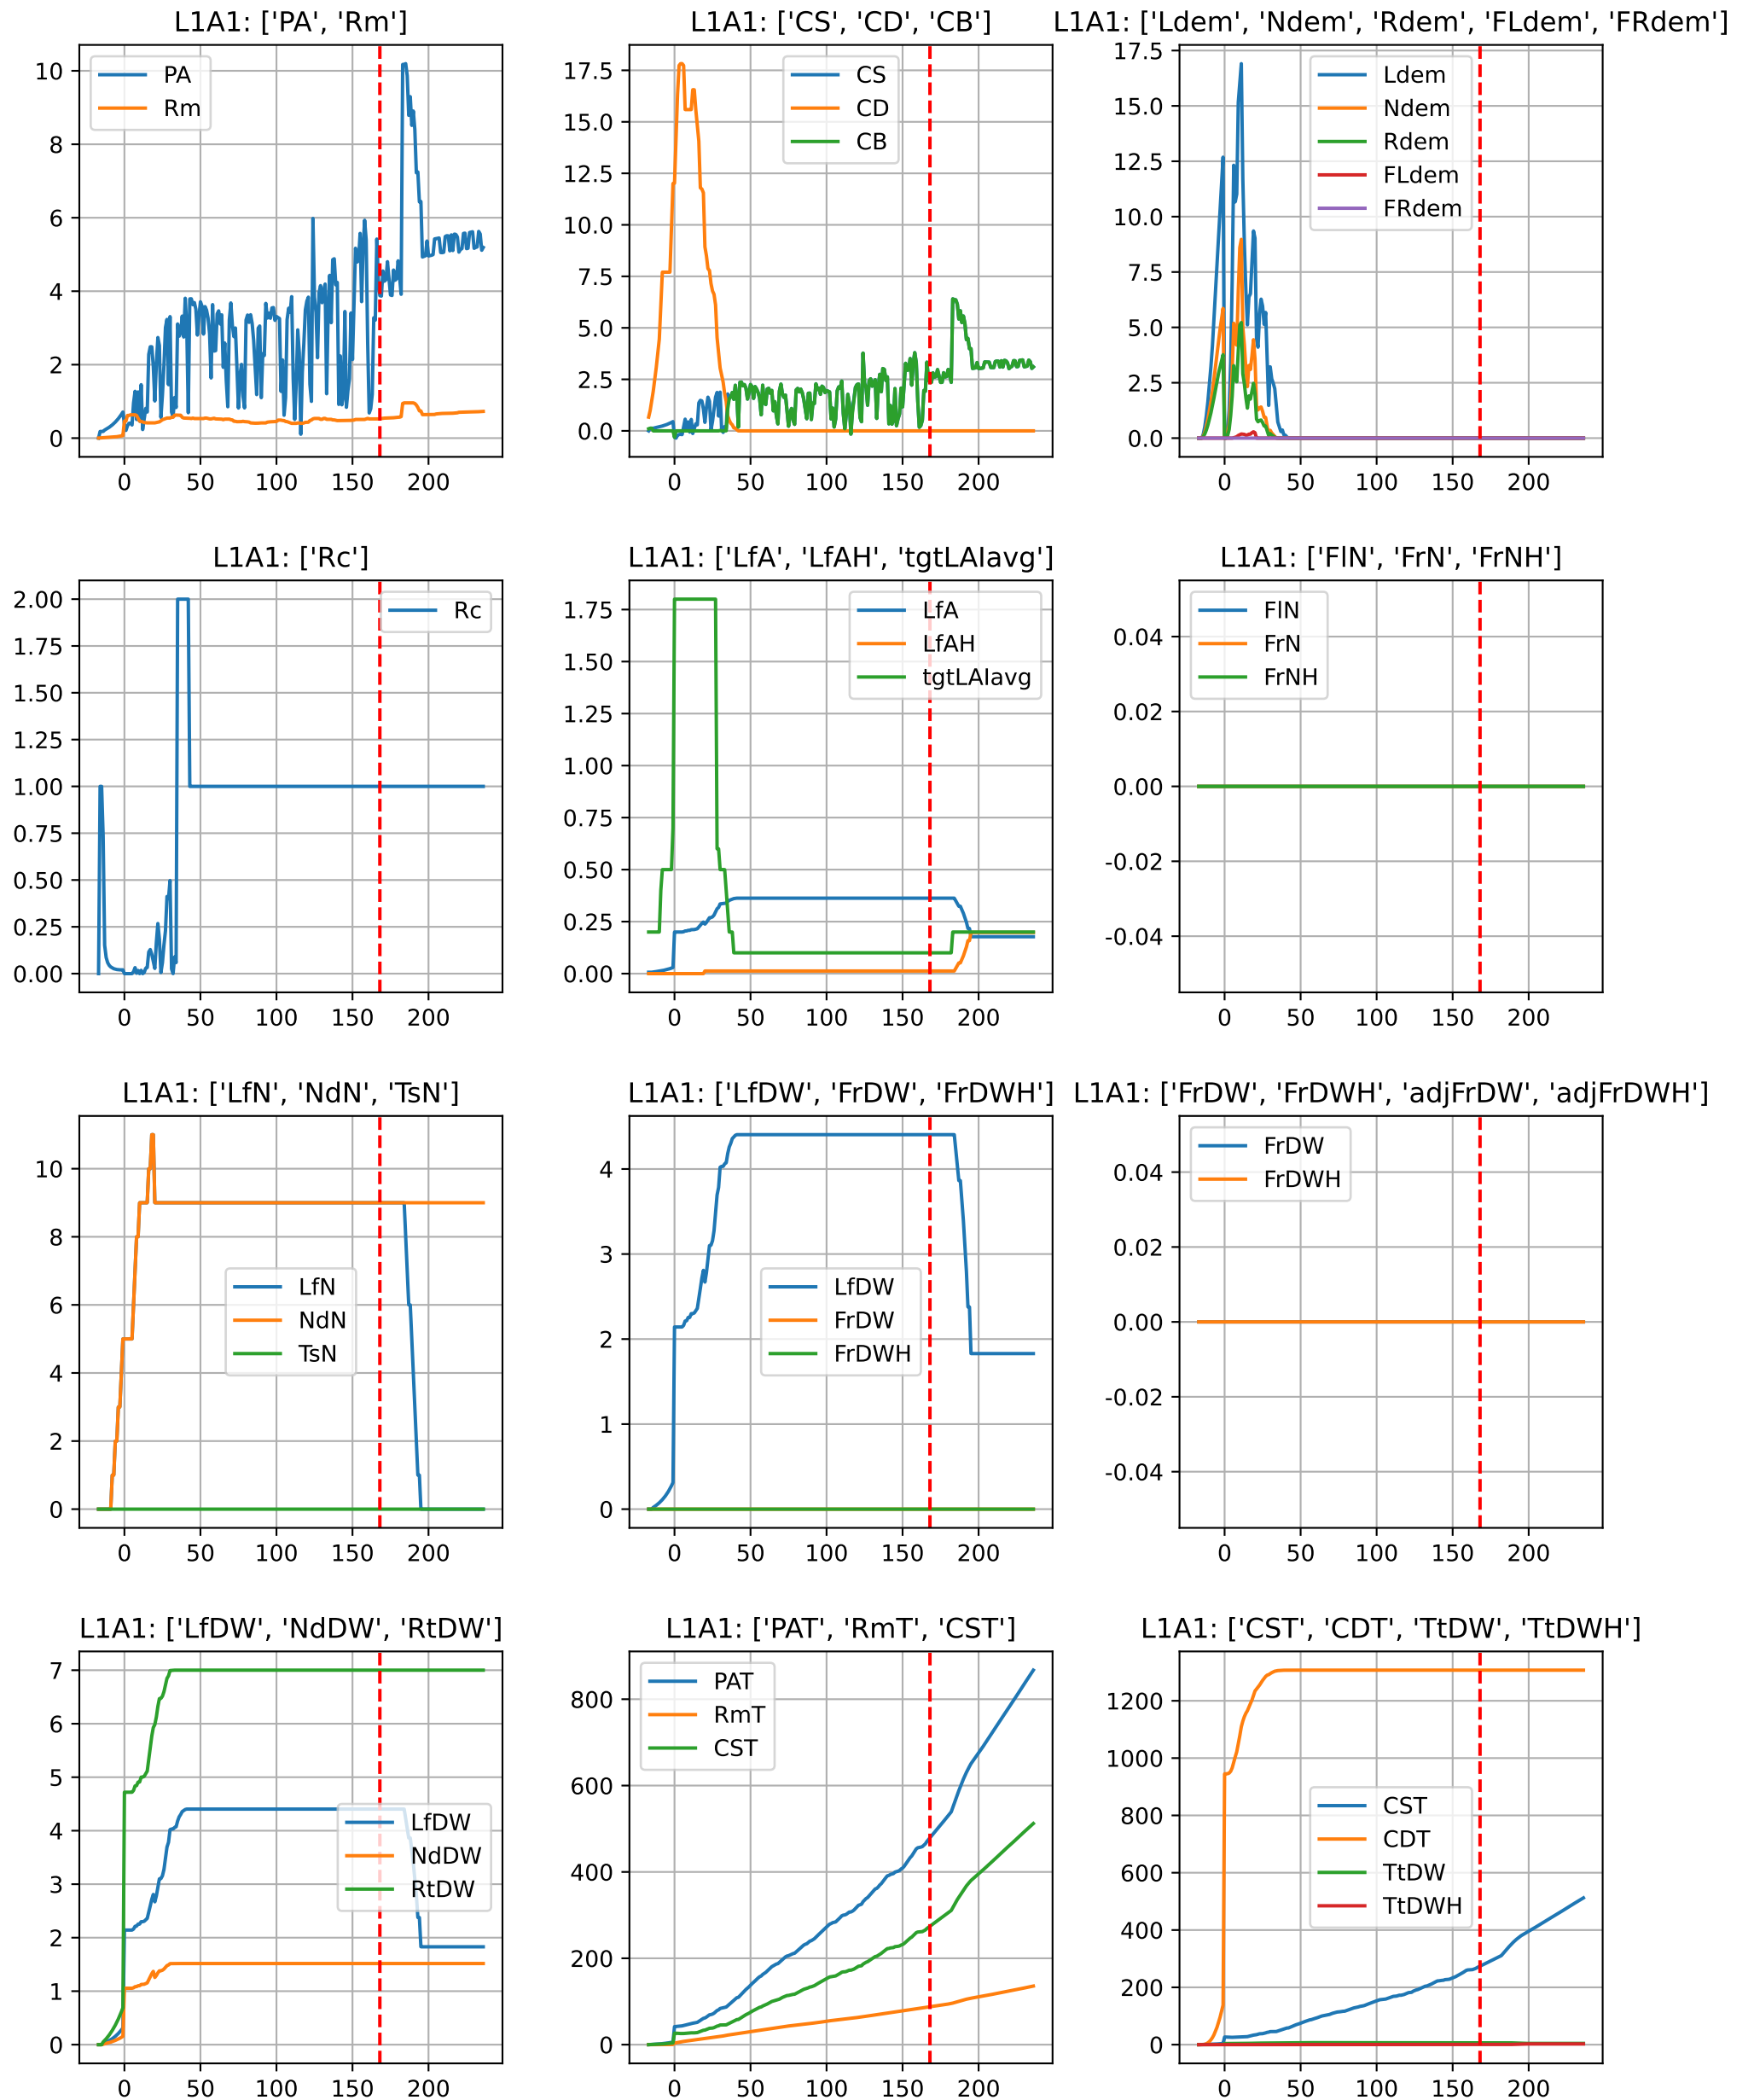 L1A1: ['PA', 'Rm']
PA
Rm
10
8
6
4
2
0
0 50 100 150 200
L1A1: ['CS', 'CD', 'CB']
CS
CD
CB
17.5
15.0
12.5
10.0
7.5
5.0
2.5
0.0
0 50 100 150 200
L1A1: ['Ldem', 'Ndem', 'Rdem', 'FLdem', 'FRdem']
Ldem
Ndem
Rdem
FLdem
FRdem
17.5
15.0
12.5
10.0
7.5
5.0
2.5
0.0
0 50 100 150 200
L1A1: ['Rc']
Rc
2.00
1.75
1.50
1.25
1.00
0.75
0.50
0.25
0.00
0 50 100 150 200
L1A1: ['LfA', 'LfAH', 'tgtLAIavg']
LfA
LfAH
tgtLAIavg
1.75
1.50
1.25
1.00
0.75
0.50
0.25
0.00
0 50 100 150 200
L1A1: ['FlN', 'FrN', 'FrNH']
FlN
FrN
FrNH
0.04
0.02
0.00
-0.02
-0.04
0 50 100 150 200
L1A1: ['LfN', 'NdN', 'TsN']
LfN
NdN
TsN
10
8
6
4
2
0
0 50 100 150 200
L1A1: ['LfDW', 'FrDW', 'FrDWH']
LfDW
FrDW
FrDWH
4
3
2
1
0
0 50 100 150 200
L1A1: ['FrDW', 'FrDWH', 'adjFrDW', 'adjFrDWH']
FrDW
FrDWH
0.04
0.02
0.00
-0.02
-0.04
0 50 100 150 200
L1A1: ['LfDW', 'NdDW', 'RtDW']
LfDW
NdDW
RtDW
7
6
5
4
3
2
1
0
0 50 100 150 200
L1A1: ['PAT', 'RmT', 'CST']
PAT
RmT
CST
800
600
400
200
0
0 50 100 150 200
L1A1: ['CST', 'CDT', 'TtDW', 'TtDWH']
CST
CDT
TtDW
TtDWH
1200
1000
800
600
400
200
0
0 50 100 150 200